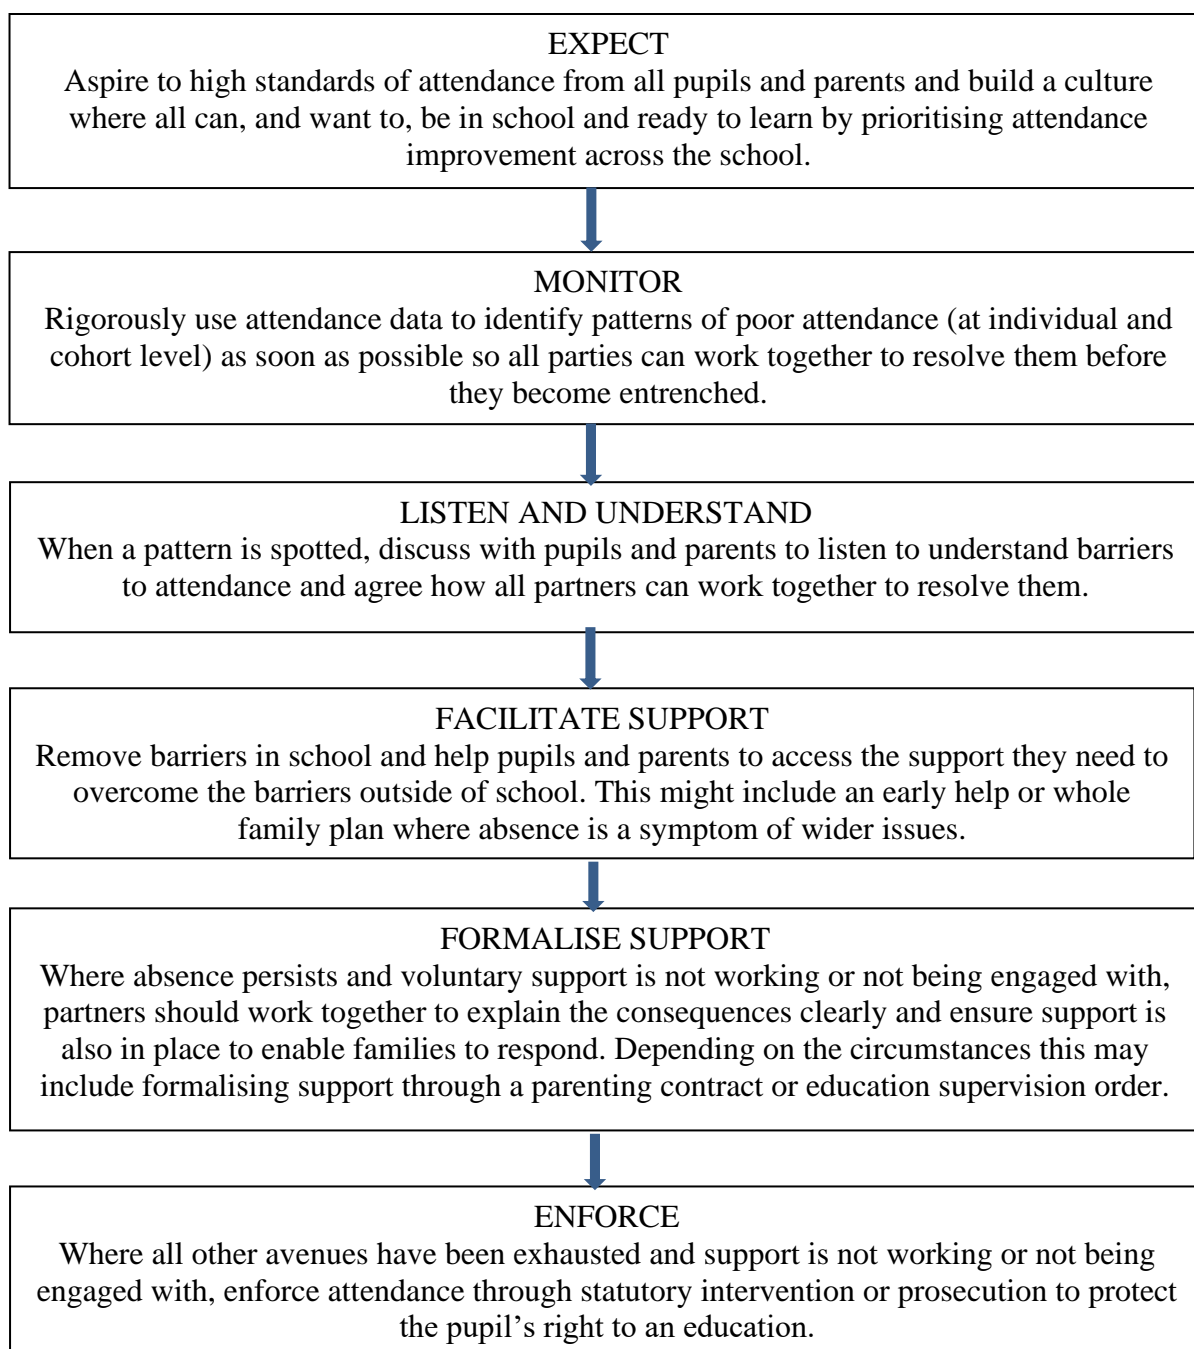 EXPECT
Aspire to high standards of attendance from all pupils and parents and build a culture
where all can, and want to, be in school and ready to learn by prioritising attendance
improvement across the school.
MONITOR
Rigorously use attendance data to identify patterns of poor attendance (at individual and
cohort level) as soon as possible so all parties can work together to resolve them before
they become entrenched.
LISTEN AND UNDERSTAND
When a pattern is spotted, discuss with pupils and parents to listen to understand barriers
to attendance and agree how all partners can work together to resolve them.
FACILITATE SUPPORT
Remove barriers in school and help pupils and parents to access the support they need to
overcome the barriers outside of school. This might include an early help or whole
family plan where absence is a symptom of wider issues.
FORMALISE SUPPORT
Where absence persists and voluntary support is not working or not being engaged with,
partners should work together to explain the consequences clearly and ensure support is
also in place to enable families to respond. Depending on the circumstances this may
include formalising support through a parenting contract or education supervision order.
ENFORCE
Where all other avenues have been exhausted and support is not working or not being
engaged with, enforce attendance through statutory intervention or prosecution to protect
the pupil’s right to an education.